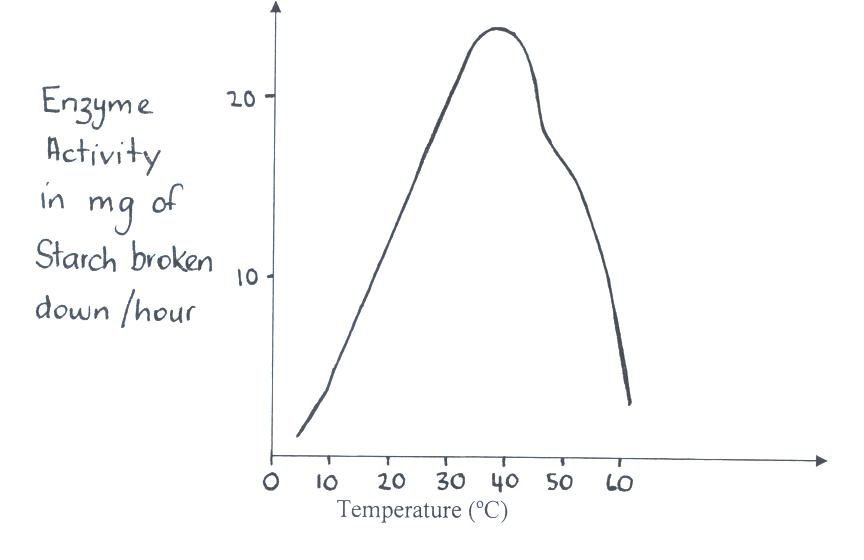 Enzyme
Activity
in mg of
Starch broken
down /hour
20
10
0 10 20 30 40 50 60
Temperature (°C)